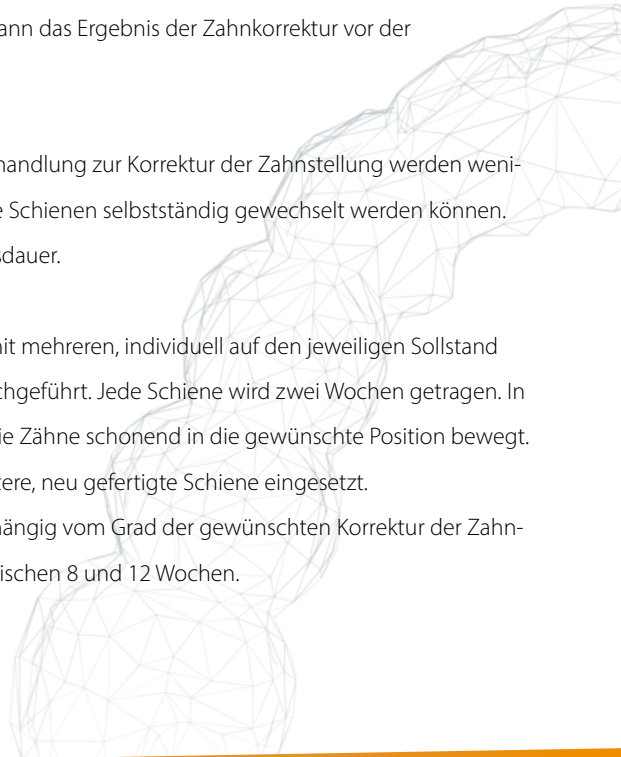 ann das Ergebnis der Zahnkorrektur vor der
handlung zur Korrektur der Zahnstellung werden weni-
e Schienen selbstständig gewechselt werden können.
sdauer.
nit mehreren, individuell auf den jeweiligen Sollstand
chgeführt. Jede Schiene wird zwei Wochen getragen. In
ie Zähne schonend in die gewünschte Position bewegt.
tere, neu gefertigte Schiene eingesetzt.
hängig vom Grad der gewünschten Korrektur der Zahn-
ischen 8 und 12 Wochen.